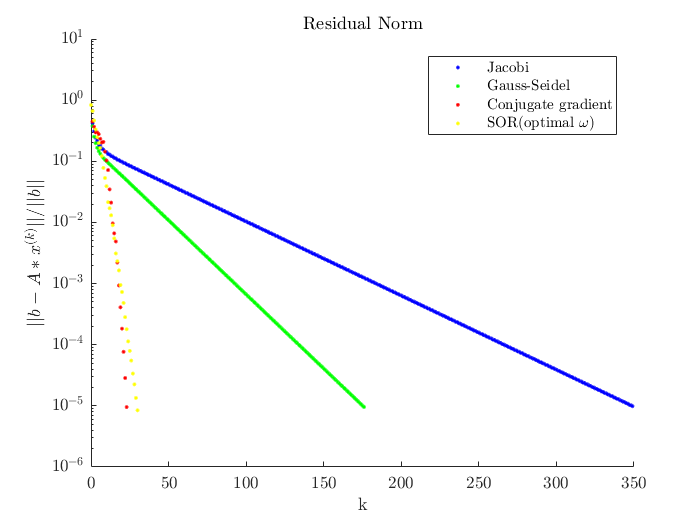 Residual Norm
10^1
10^0
10^{-1}
10^{-2}
10^{-3}
10^{-4}
10^{-5}
10^{-6}
||b − A ∗ x^{(k)}||/||b||
Jacobi
Gauss-Seidel
Conjugate gradient
SOR(optimal ω)
0 50 100 150 200 250 300 350
k